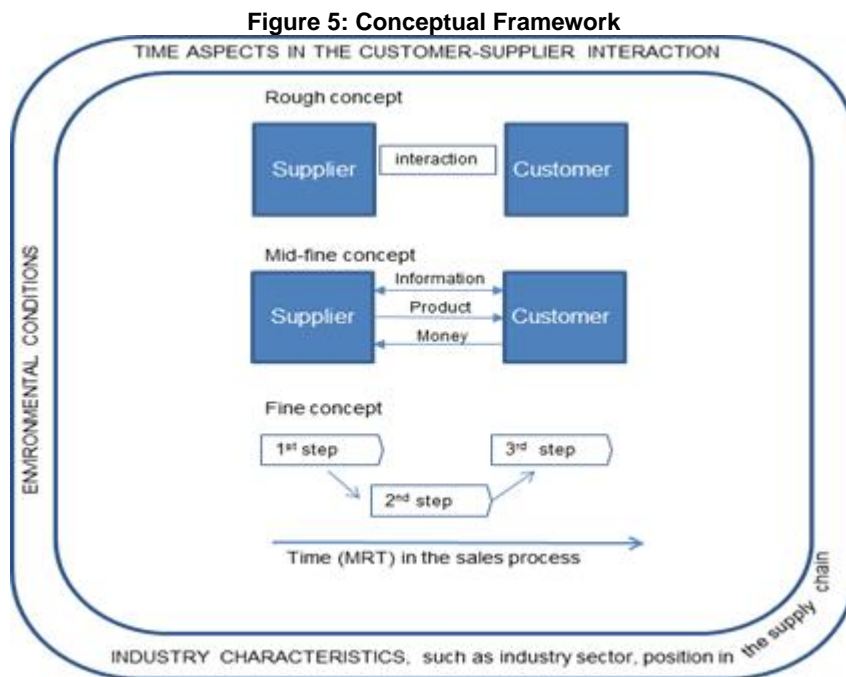 Figure 5: Conceptual Framework
TIME ASPECTS IN THE CUSTOMER-SUPPLIER INTERACTION
ENVIRONMENTAL CONDITIONS
Rough concept
Supplier
interaction
Customer
Mid-fine concept
Supplier
Information
Product
Money
Customer
Fine concept
1st step
2nd step
3rd step
Time (MRT) in the sales process
INDUSTRY CHARACTERISTICS, such as industry sector, position in the supply chain